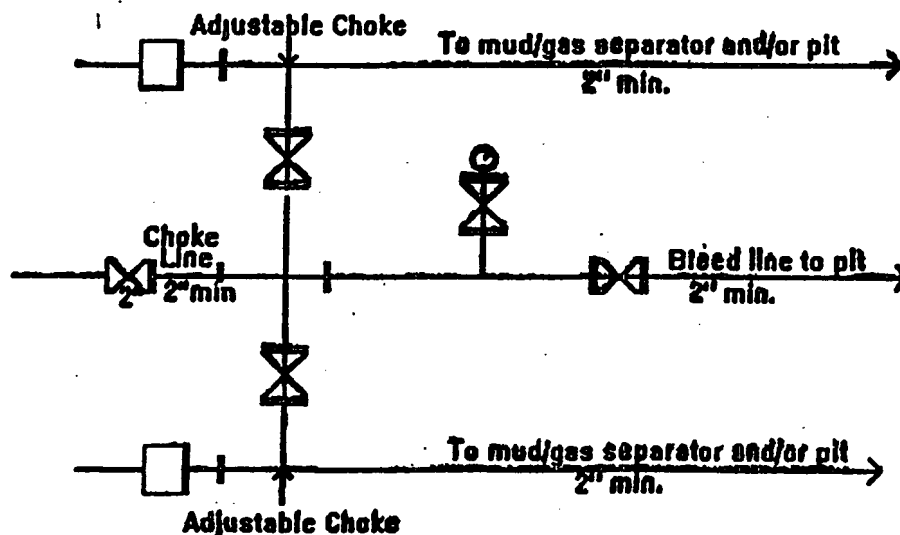 Adjustable Choke
To mud/gas separator and/or pit
2" min.
Choke
Line
2"
2" min
Bleed line to pit
2" min.
To mud/gas separator and/or pit
2" min.
Adjustable Choke